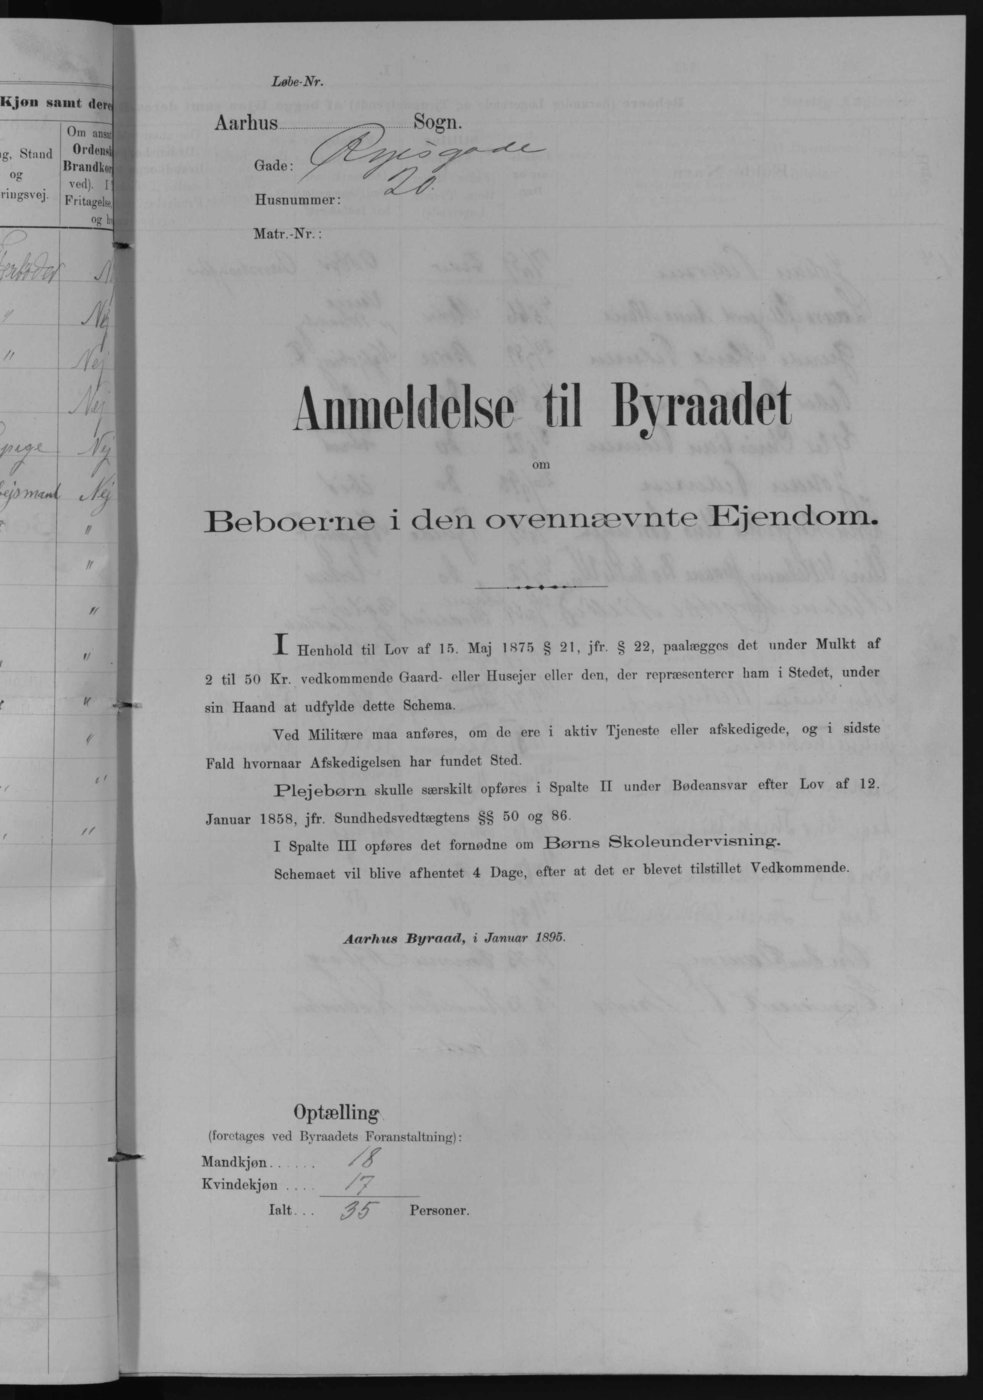 Kjøn samt dere
Om ansa
Ordensl
Brandkor
ved). I
Fritagelse,
og h
g, Stand
og
ringsvej.
Nej
Nej
Nej
pige Nej
ejsmand Nej
Løbe-Nr.
Aarhus Sogn.
Gade: Ryesgade
Husnummer: 20.
Matr.-Nr.:
Anmeldelse til Byraadet
om
Beboerne i den ovennævnte Ejendom.
I Henhold til Lov af 15. Maj 1875 § 21, jfr. § 22, paalægges det under Mulkt af
2 til 50 Kr. vedkommende Gaard- eller Husejer eller den, der repræsenterer ham i Stedet, under
sin Haand at udfylde dette Schema.
Ved Militære maa anføres, om de ere i aktiv Tjeneste eller afskedigede, og i sidste
Fald hvornaar Afskedigelsen har fundet Sted.
Plejebørn skulle særskilt opføres i Spalte II under Bødeansvar efter Lov af 12.
Januar 1858, jfr. Sundhedsvedtægtens §§ 50 og 86.
I Spalte III opføres det fornødne om Børns Skoleundervisning.
Schemaet vil blive afhentet 4 Dage, efter at det er blevet tilstillet Vedkommende.
Aarhus Byraad, i Januar 1895.
Optælling
(foretages ved Byraadets Foranstaltning):
Mandkjøn...... 18
Kvindekjøn .... 17
Ialt... 35 Personer.